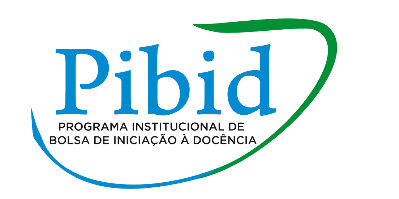 Pibid
PROGRAMA INSTITUCIONAL DE
BOLSA DE INICIAÇÃO À DOCÊNCIA